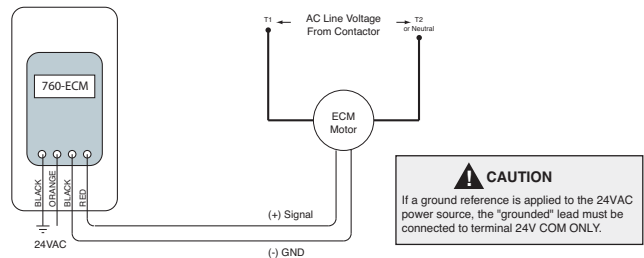 T1
AC Line Voltage
From Contactor
T2
or Neutral
760-ECM
ECM
Motor
BLACK
ORANGE
BLACK
RED
24VAC
(+) Signal
(-) GND
! CAUTION
If a ground reference is applied to the 24VAC
power source, the "grounded" lead must be
connected to terminal 24V COM ONLY.